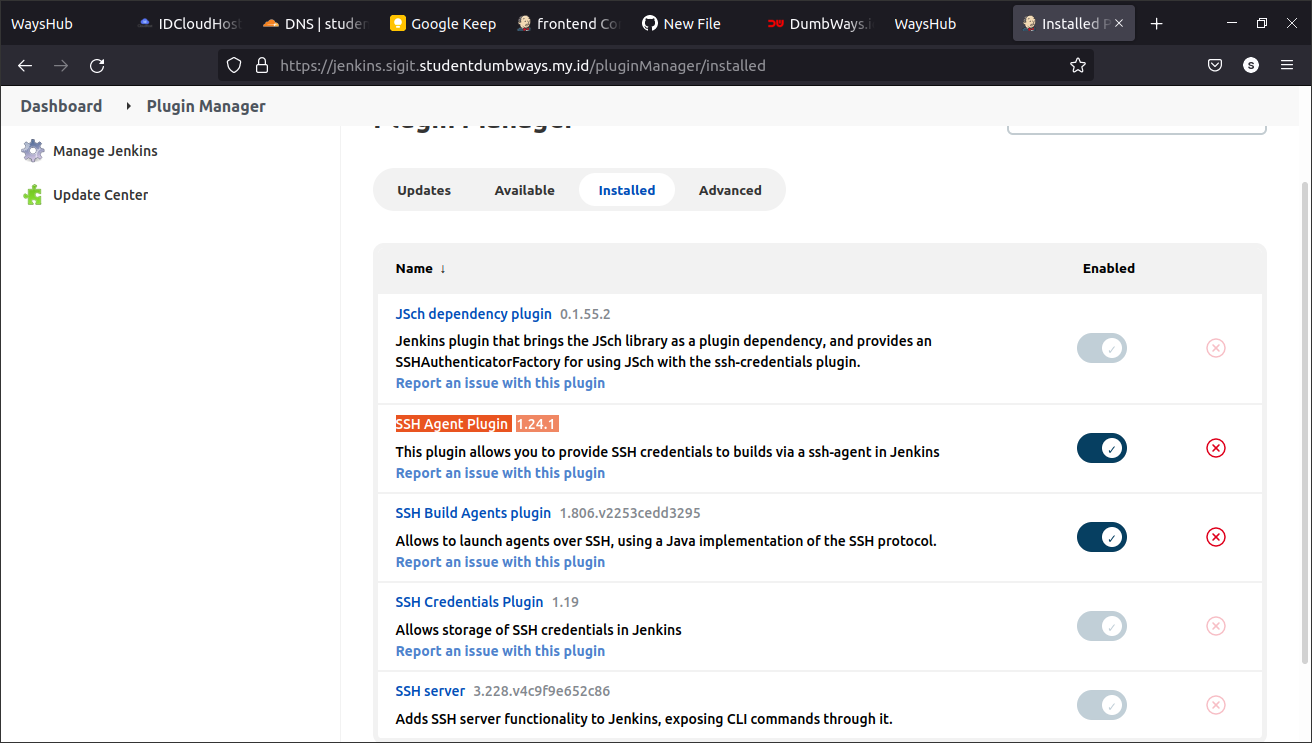 WaysHub
IDCloudHost
DNS | studen
Google Keep
frontend Co
New File
DumbWays.i
WaysHub
Installed P
https://jenkins.sigit.studentdumbways.my.id/pluginManager/installed
S
Dashboard
Plugin Manager
Plugin Manager
Manage Jenkins
Update Center
Updates
Available
Installed
Advanced
Name ↓
Enabled
JSch dependency plugin 0.1.55.2
Jenkins plugin that brings the JSch library as a plugin dependency, and provides an
SSHAuthenticatorFactory for using JSch with the ssh-credentials plugin.
Report an issue with this plugin
SSH Agent Plugin 1.24.1
This plugin allows you to provide SSH credentials to builds via a ssh-agent in Jenkins
Report an issue with this plugin
SSH Build Agents plugin 1.806.v2253cedd3295
Allows to launch agents over SSH, using a Java implementation of the SSH protocol.
Report an issue with this plugin
SSH Credentials Plugin 1.19
Allows storage of SSH credentials in Jenkins
Report an issue with this plugin
SSH server 3.228.v4c9f9e652c86
Adds SSH server functionality to Jenkins, exposing CLI commands through it.